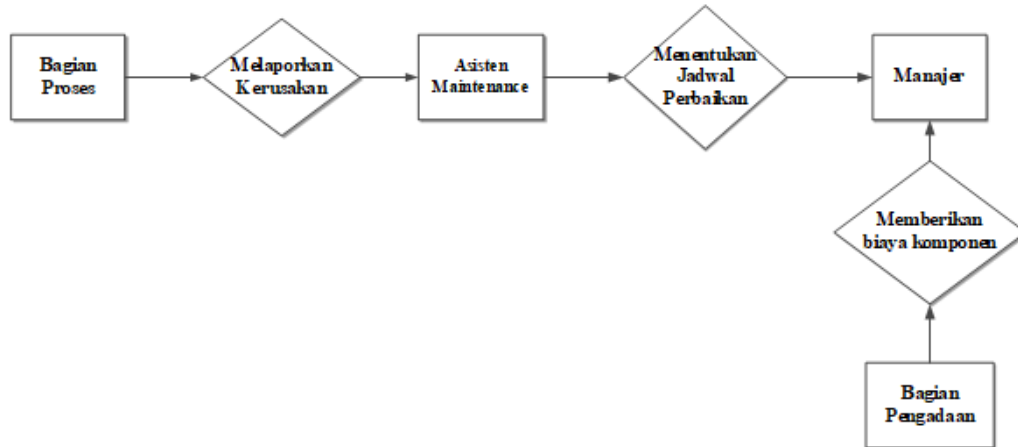 Bagian
Proses
Melaporkan
Kerusakan
Asisten
Maintenance
Menentukan
Jadwal
Perbaikan
Manajer
Memberikan
biaya komponen
Bagian
Pengadaan